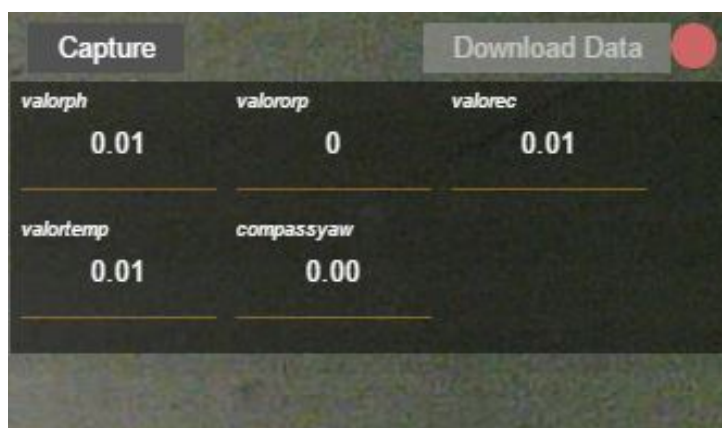 Capture Download Data
valorph valororp valorec
0.01 0 0.01
valortemp compassyaw
0.01 0.00